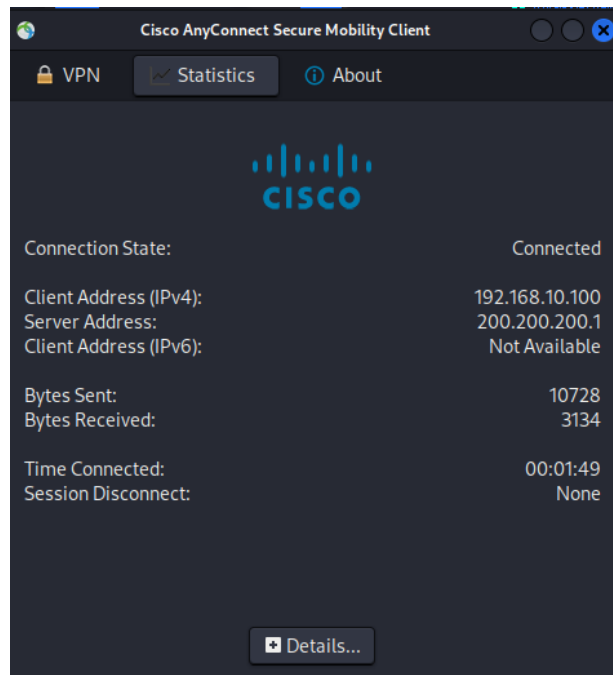 Cisco AnyConnect Secure Mobility Client
VPN Statistics About
CISCO
Connection State: Connected
Client Address (IPv4): 192.168.10.100
Server Address: 200.200.200.1
Client Address (IPv6): Not Available
Bytes Sent: 10728
Bytes Received: 3134
Time Connected: 00:01:49
Session Disconnect: None
Details...